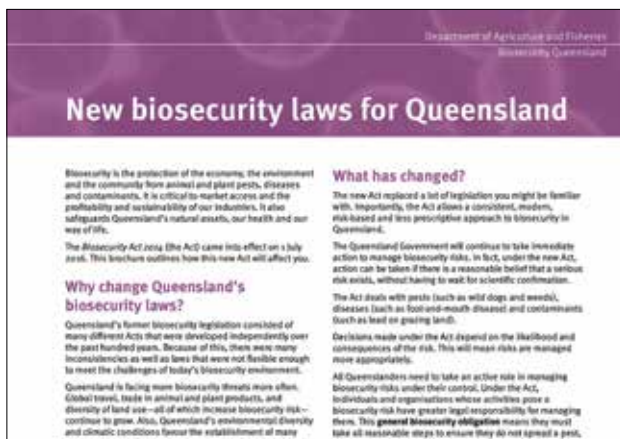 Department of Agriculture and Fisheries
Biosecurity Queensland
New biosecurity laws for Queensland
Biosecurity is the protection of the economy, the environment
and the community from animal and plant pests, diseases
and contaminants. It is critical to market access and the
profitability and sustainability of our industries. It also
safeguards Queensland's natural assets, our health and our
way of life.
The Biosecurity Act 2014 (the Act) came into effect on 1 July
2016. This brochure outlines how this new Act will affect you.
Why change Queensland's
biosecurity laws?
Queensland's former biosecurity legislation consisted of
many different Acts that were developed independently over
the past hundred years. Because of this, there were many
inconsistencies as well as laws that were not flexible enough
to meet the challenges of today's biosecurity environment.
Queensland is facing more biosecurity threats more often.
Global travel, trade in animal and plant products, and
diversity of land use—all of which increase biosecurity risk—
continue to grow. Also, Queensland's environmental diversity
and climatic conditions favour the establishment of many
What has changed?
The new Act replaced a lot of legislation you might be familiar
with. Importantly, the Act allows a consistent, modern,
risk-based and less prescriptive approach to biosecurity in
Queensland.
The Queensland Government will continue to take immediate
action to manage biosecurity risks. In fact, under the new Act,
action can be taken if there is a reasonable belief that a serious
risk exists, without having to wait for scientific confirmation.
The Act deals with pests (such as wild dogs and weeds),
diseases (such as foot-and-mouth disease) and contaminants
(such as lead on grazing land).
Decisions made under the Act depend on the likelihood and
consequences of the risk. This will mean risks are managed
more appropriately.
All Queenslanders need to take an active role in managing
biosecurity risks under their control. Under the Act,
individuals and organisations whose activities pose a
biosecurity risk have greater legal responsibility for managing
them. This general biosecurity obligation means they must
take all reasonable steps to ensure they do not spread a pest,